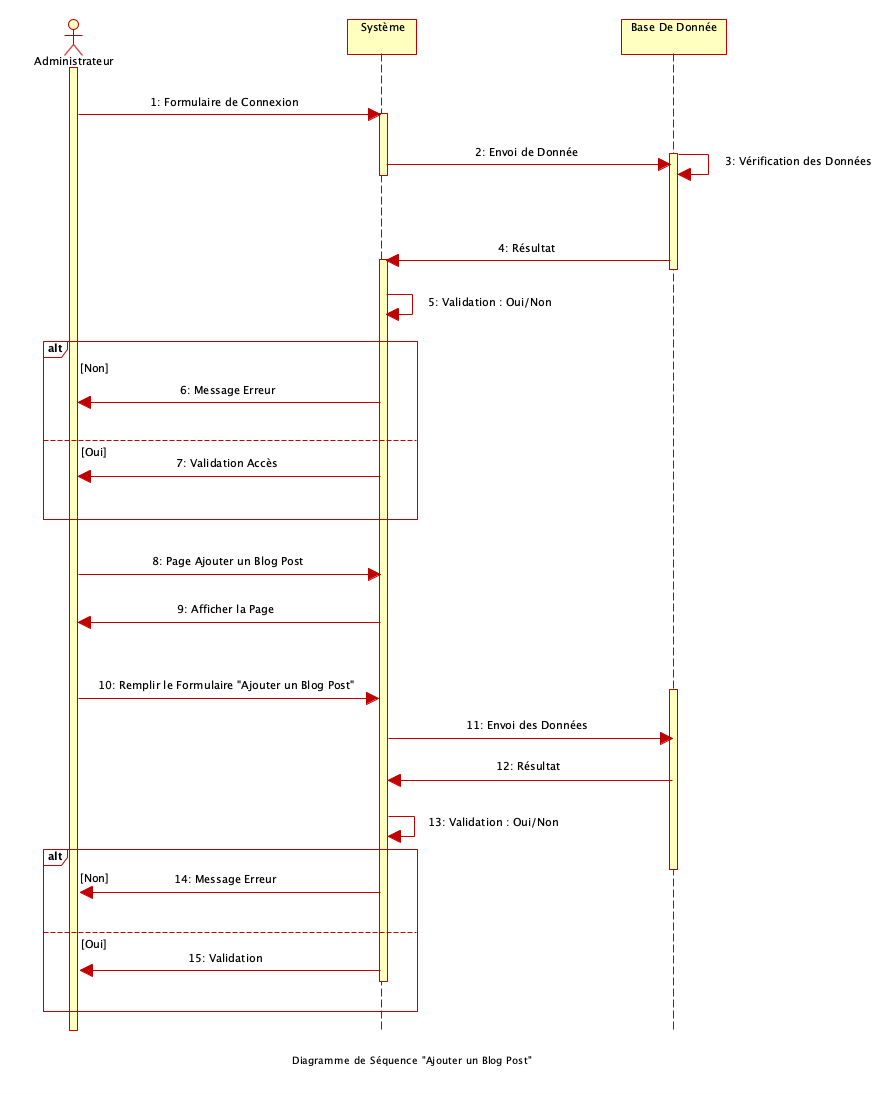 Système
Base De Donnée
Administrateur
1: Formulaire de Connexion
2: Envoi de Donnée
3: Vérification des Données
4: Résultat
5: Validation : Oui/Non
alt
[Non]
6: Message Erreur
[Oui]
7: Validation Accès
8: Page Ajouter un Blog Post
9: Afficher la Page
10: Remplir le Formulaire "Ajouter un Blog Post"
11: Envoi des Données
12: Résultat
13: Validation : Oui/Non
alt
[Non]
14: Message Erreur
[Oui]
15: Validation
Diagramme de Séquence "Ajouter un Blog Post"